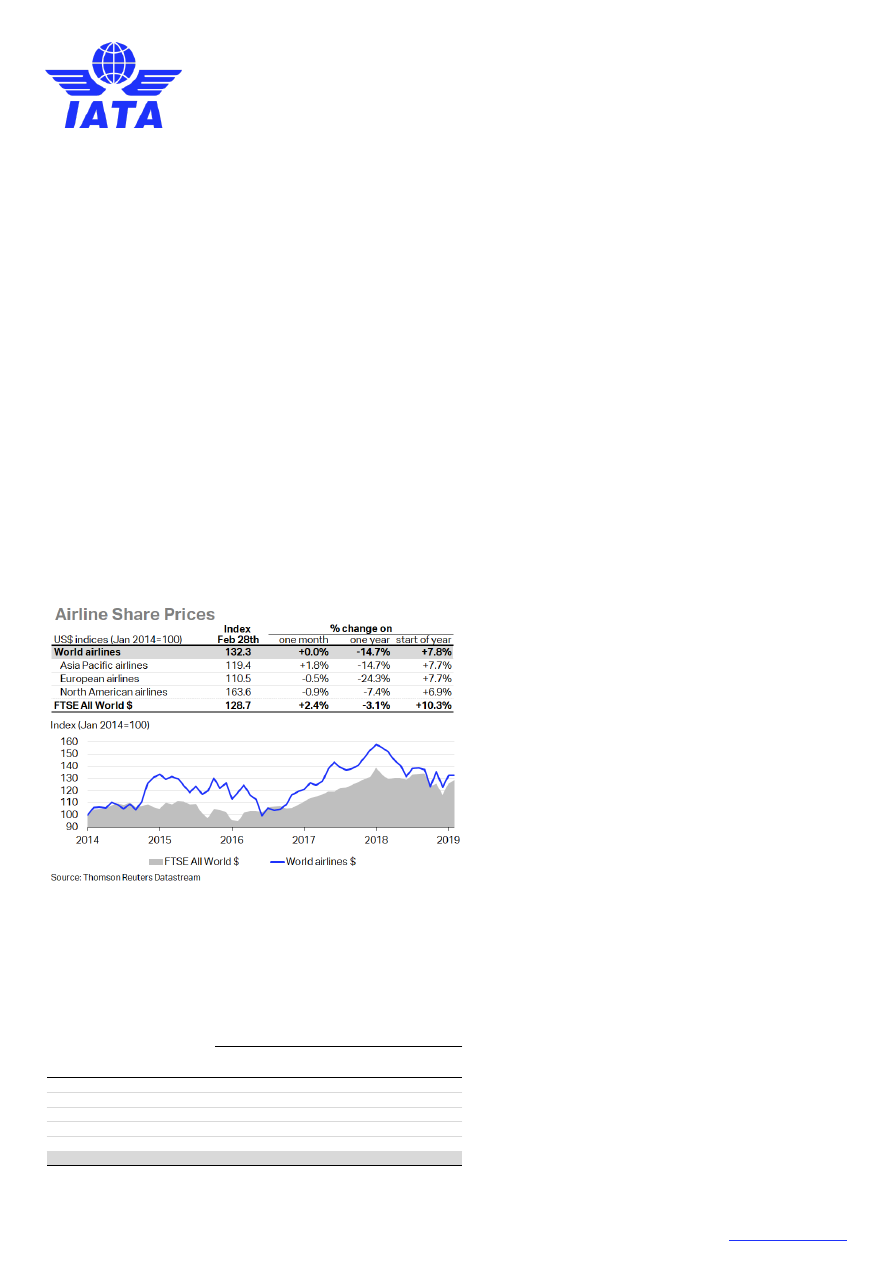 IATA
Airline Share Prices
Index % change on
US$ indices (Jan 2014=100) Feb 28th one month one year start of year
World airlines 132.3 +0.0% -14.7% +7.8%
Asia Pacific airlines 119.4 +1.8% -14.7% +7.7%
European airlines 110.5 -0.5% -24.3% +7.7%
North American airlines 163.6 -0.9% -7.4% +6.9%
FTSE All World $ 128.7 +2.4% -3.1% +10.3%
Index (Jan 2014=100)
160
150
140
130
120
110
100
90
2014 2015 2016 2017 2018 2019
FTSE All World $ World airlines $
Source: Thomson Reuters Datastream